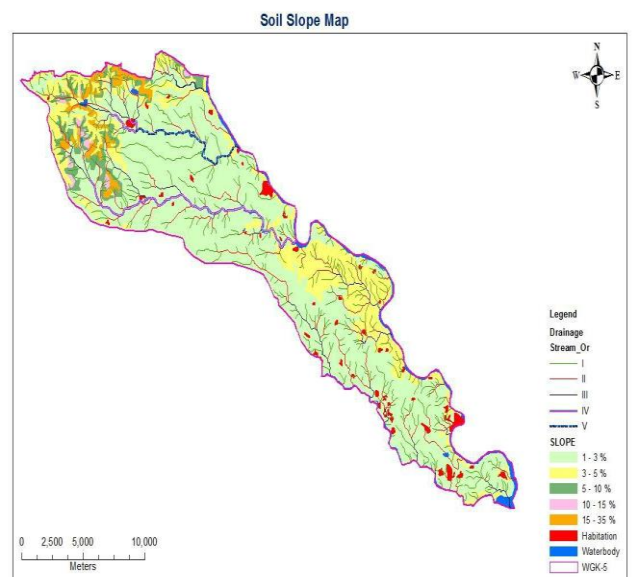 Soil Slope Map
N
W E
S
Legend
Drainage
Stream_Or
I
II
III
IV
V
SLOPE
1 - 3 %
3 - 5 %
5 - 10 %
10 - 15 %
15 - 35 %
Habitation
Waterbody
WGK-5
0 2,500 5,000 10,000
Meters